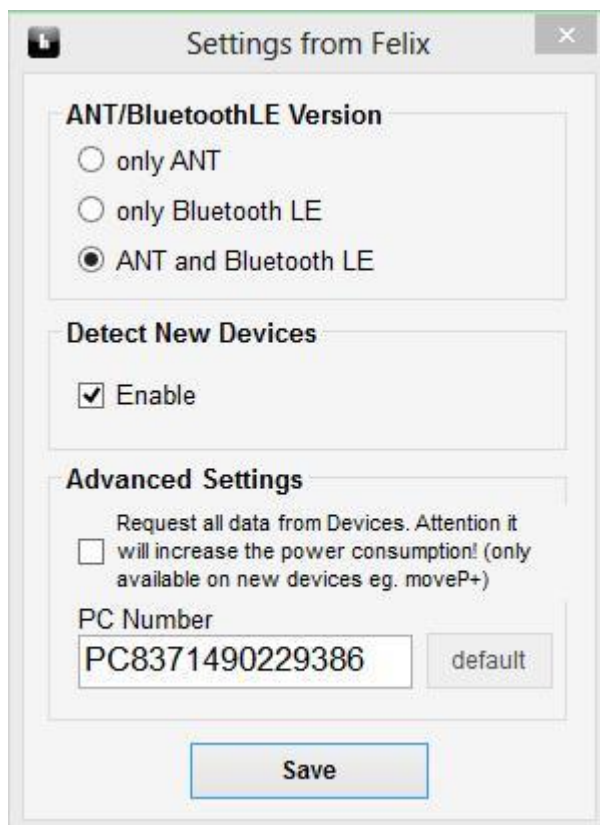 Settings from Felix
ANT/BluetoothLE Version
only ANT
only Bluetooth LE
ANT and Bluetooth LE
Detect New Devices
Enable
Advanced Settings
Request all data from Devices. Attention it
will increase the power consumption! (only
available on new devices eg. moveP+)
PC Number
PC8371490229386
default
Save